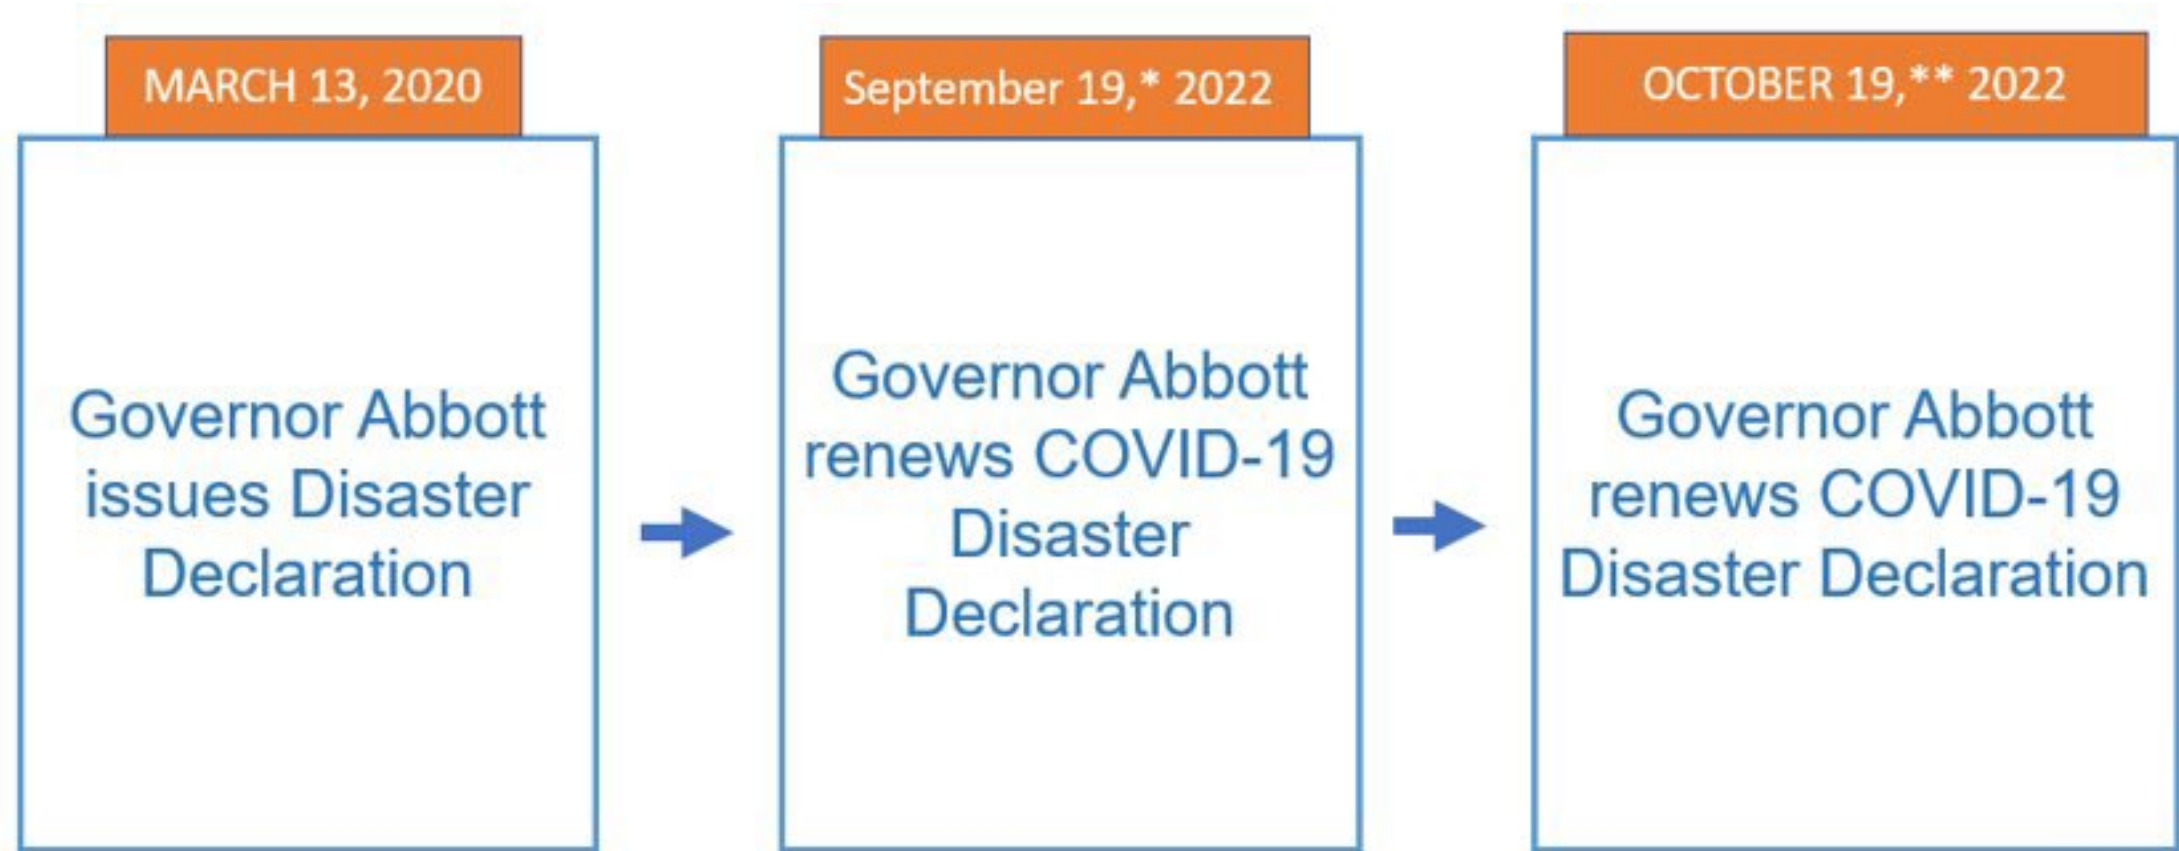 MARCH 13, 2020
Governor Abbott
issues Disaster
Declaration
September 19,* 2022
Governor Abbott
renews COVID-19
Disaster
Declaration
OCTOBER 19,** 2022
Governor Abbott
renews COVID-19
Disaster Declaration